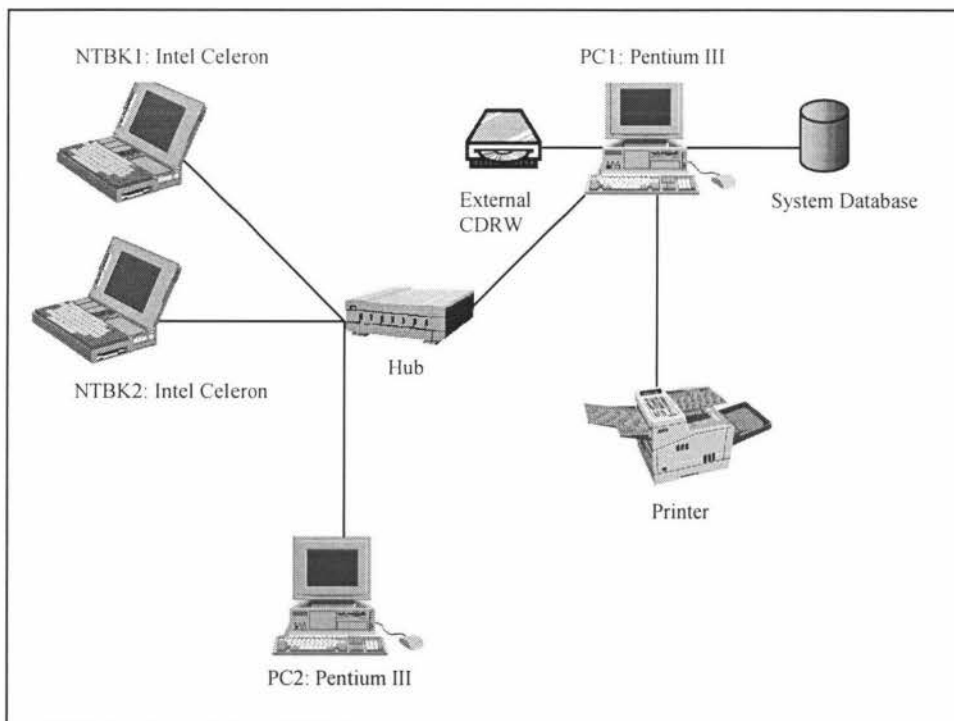 NTBK1: Intel Celeron
PC1: Pentium III
External
CDRW
System Database
NTBK2: Intel Celeron
Hub
Printer
PC2: Pentium III